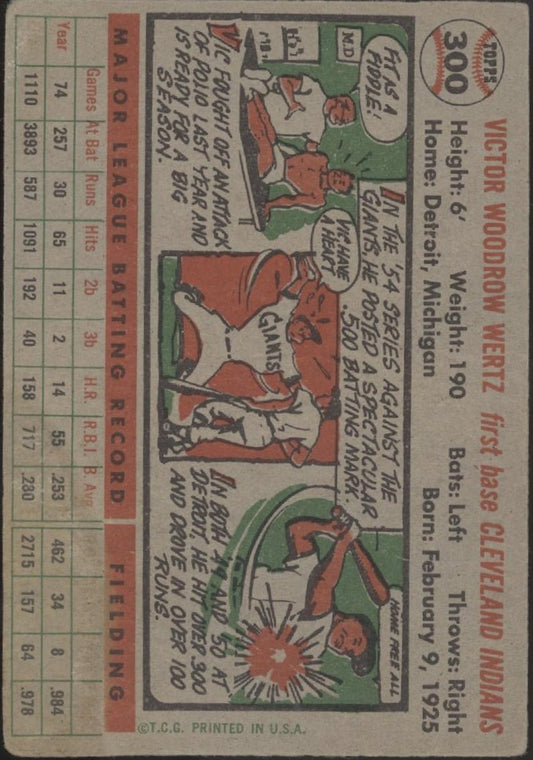 TOPPS
300
VICTOR WOODROW WERTZ first base CLEVELAND INDIANS
Height: 6' Weight: 190 Bats: Left Throws: Right
Home: Detroit, Michigan Born: February 9, 1925
FIT AS A
FIDDLE!
M.D.
VIC FOUGHT OFF AN ATTACK
OF POLIO LAST YEAR AND
IS READY FOR A BIG
SEASON.
IN THE '54 SERIES AGAINST THE
GIANTS, HE POSTED A SPECTACULAR
.500 BATTING MARK.
VIC HAVE
A HEART
GIANTS
HOME FREE ALL
IN BOTH '49 AND '50 AT
DETROIT, HE HIT OVER 300
AND DROVE IN OVER 100
RUNS.
MAJOR LEAGUE BATTING RECORD FIELDING
Games At Bat Runs Hits 2b 3b H.R. R.B.I. B. Avg
Year 74 257 30 65 11 2 14 55 .253 462 34 8 .984
1110 3893 587 1091 192 40 158 717 .280 2715 157 64 .978
©T.C.G. PRINTED IN U.S.A.